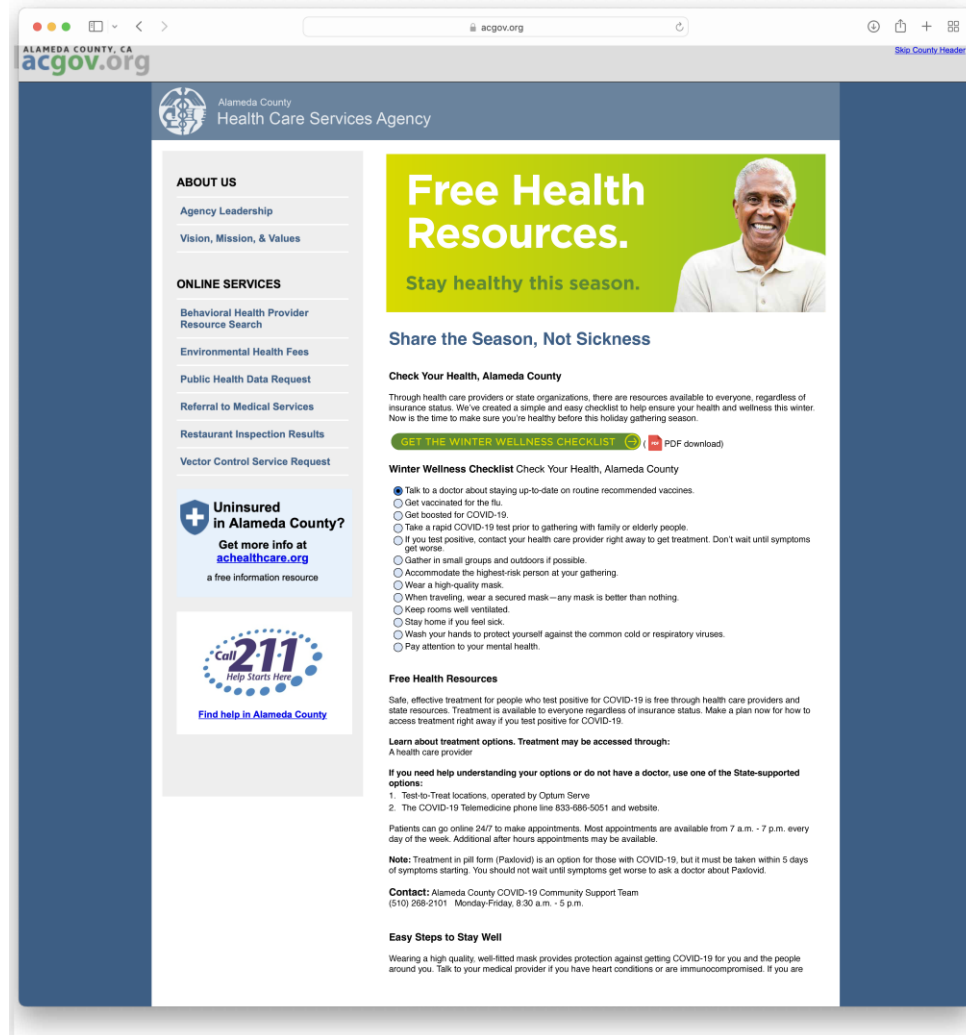 acgov.org
Skip County Header
ALAMEDA COUNTY, CA
acgov.org
Alameda County
Health Care Services Agency
ABOUT US
Agency Leadership
Vision, Mission, & Values
ONLINE SERVICES
Behavioral Health Provider
Resource Search
Environmental Health Fees
Public Health Data Request
Referral to Medical Services
Restaurant Inspection Results
Vector Control Service Request
Uninsured
in Alameda County?
Get more info at
achealthcare.org
a free information resource
Call 211
Help Starts Here
Find help in Alameda County
Free Health
Resources.
Stay healthy this season.
Share the Season, Not Sickness
Check Your Health, Alameda County
Through health care providers or state organizations, there are resources available to everyone, regardless of
insurance status. We've created a simple and easy checklist to help ensure your health and wellness this winter.
Now is the time to make sure you're healthy before this holiday gathering season.
GET THE WINTER WELLNESS CHECKLIST ( PDF PDF download)
Winter Wellness Checklist Check Your Health, Alameda County
Talk to a doctor about staying up-to-date on routine recommended vaccines.
Get vaccinated for the flu.
Get boosted for COVID-19.
Take a rapid COVID-19 test prior to gathering with family or elderly people.
If you test positive, contact your health care provider right away to get treatment. Don't wait until symptoms
get worse.
Gather in small groups and outdoors if possible.
Accommodate the highest-risk person at your gathering.
Wear a high-quality mask.
When traveling, wear a secured mask—any mask is better than nothing.
Keep rooms well ventilated.
Stay home if you feel sick.
Wash your hands to protect yourself against the common cold or respiratory viruses.
Pay attention to your mental health.
Free Health Resources
Safe, effective treatment for people who test positive for COVID-19 is free through health care providers and
state resources. Treatment is available to everyone regardless of insurance status. Make a plan now for how to
access treatment right away if you test positive for COVID-19.
Learn about treatment options. Treatment may be accessed through:
A health care provider
If you need help understanding your options or do not have a doctor, use one of the State-supported
options:
1. Test-to-Treat locations, operated by Optum Serve
2. The COVID-19 Telemedicine phone line 833-686-5051 and website.
Patients can go online 24/7 to make appointments. Most appointments are available from 7 a.m. - 7 p.m. every
day of the week. Additional after hours appointments may be available.
Note: Treatment in pill form (Paxlovid) is an option for those with COVID-19, but it must be taken within 5 days
of symptoms starting. You should not wait until symptoms get worse to ask a doctor about Paxlovid.
Contact: Alameda County COVID-19 Community Support Team
(510) 268-2101 Monday-Friday, 8:30 a.m. - 5 p.m.
Easy Steps to Stay Well
Wearing a high quality, well-fitted mask provides protection against getting COVID-19 for you and the people
around you. Talk to your medical provider if you have heart conditions or are immunocompromised. If you are